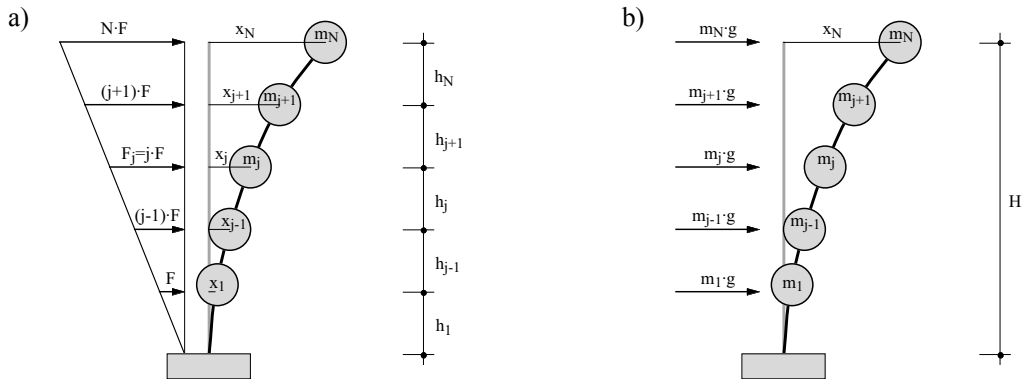 a)
N·F
x_N
m_N
h_N
(j+1)·F
x_{j+1}
m_{j+1}
h_{j+1}
F_j=j·F
x_j
m_j
h_j
(j-1)·F
x_{j-1}
h_{j-1}
F
x_1
h_1
b)
m_N·g
x_N
m_N
m_{j+1}·g
m_{j+1}
m_j·g
m_j
H
m_{j-1}·g
m_{j-1}
m_1·g
m_1